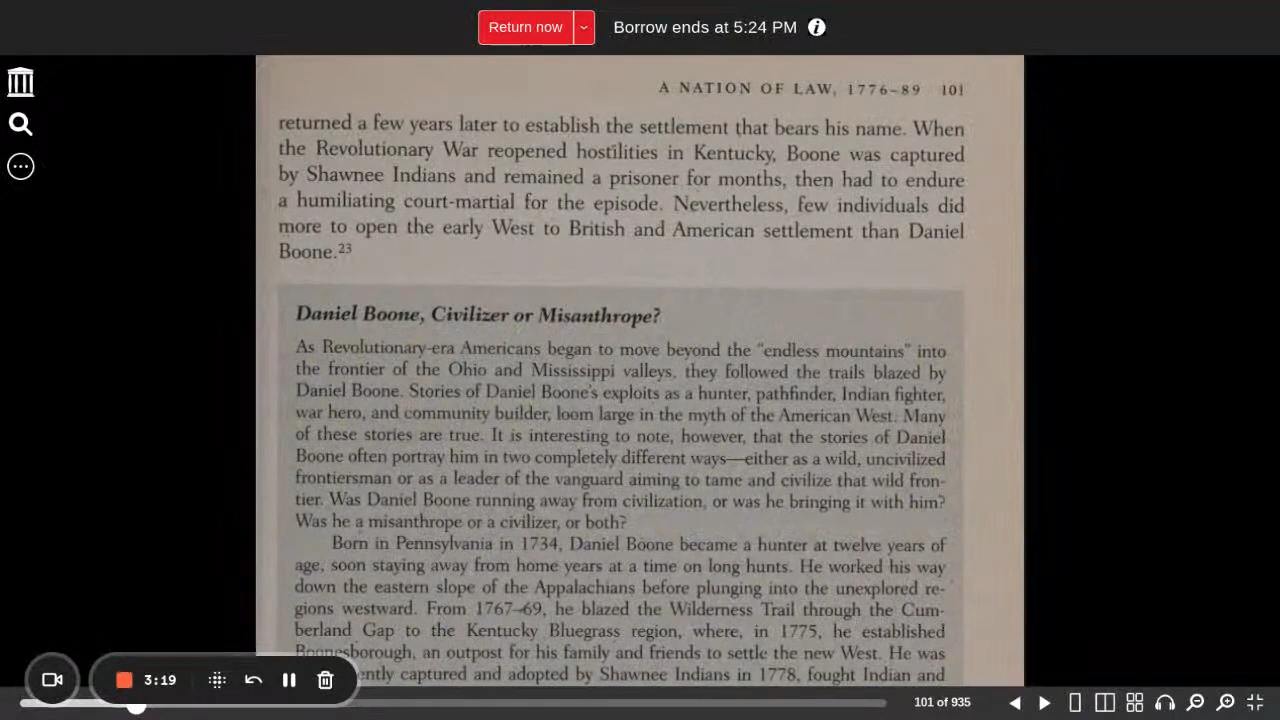 Return now
Borrow ends at 5:24 PM
A NATION OF LAW, 1776–89 101
returned a few years later to establish the settlement that bears his name. When
the Revolutionary War reopened hostilities in Kentucky, Boone was captured
by Shawnee Indians and remained a prisoner for months, then had to endure
a humiliating court-martial for the episode. Nevertheless, few individuals did
more to open the early West to British and American settlement than Daniel
Boone.23
Daniel Boone, Civilizer or Misanthrope?
As Revolutionary-era Americans began to move beyond the “endless mountains” into
the frontier of the Ohio and Mississippi valleys, they followed the trails blazed by
Daniel Boone. Stories of Daniel Boone's exploits as a hunter, pathfinder, Indian fighter,
war hero, and community builder, loom large in the myth of the American West. Many
of these stories are true. It is interesting to note, however, that the stories of Daniel
Boone often portray him in two completely different ways—either as a wild, uncivilized
frontiersman or as a leader of the vanguard aiming to tame and civilize that wild fron-
tier. Was Daniel Boone running away from civilization, or was he bringing it with him?
Was he a misanthrope or a civilizer, or both?
Born in Pennsylvania in 1734, Daniel Boone became a hunter at twelve years of
age, soon staying away from home years at a time on long hunts. He worked his way
down the eastern slope of the Appalachians before plunging into the unexplored re-
gions westward. From 1767–69, he blazed the Wilderness Trail through the Cum-
berland Gap to the Kentucky Bluegrass region, where, in 1775, he established
Boonesborough, an outpost for his family and friends to settle the new West. He was
ently captured and adopted by Shawnee Indians in 1778, fought Indian and
3:19
101 of 935